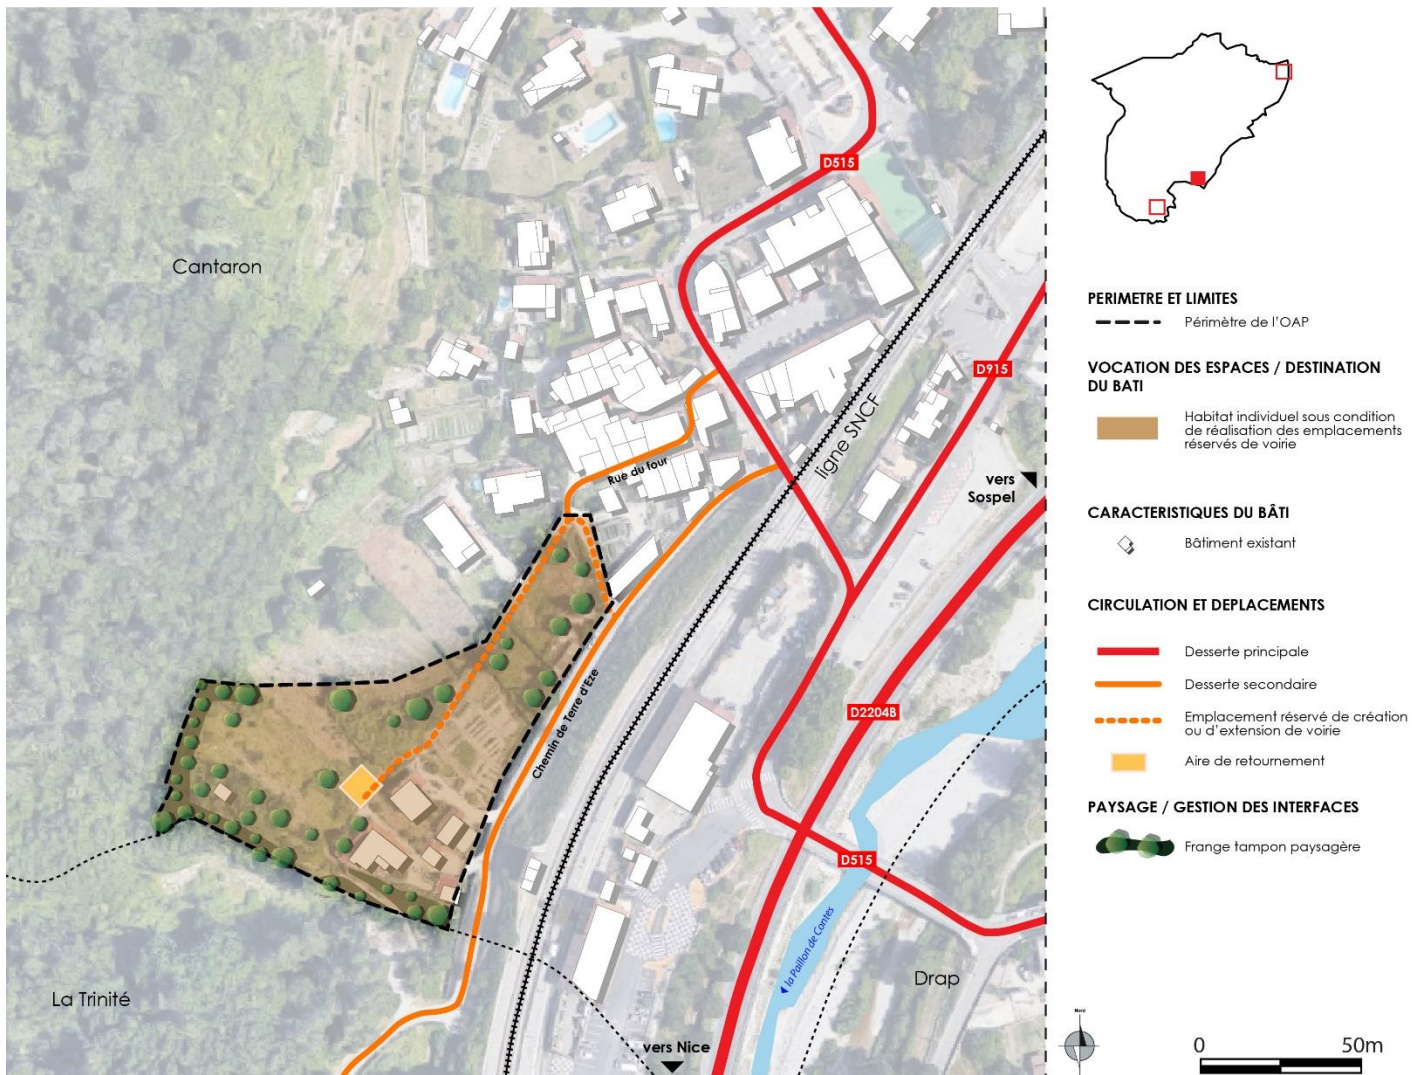 D515
Cantaron
D915
ligne SNCF
Rue du four
vers
Sospel
Chemin de Terre d'Eze
D2204B
D515
la Paillon de Contes
Drap
La Trinité
vers Nice
PERIMETRE ET LIMITES
Périmètre de l'OAP
VOCATION DES ESPACES / DESTINATION
DU BATI
Habitat individuel sous condition
de réalisation des emplacements
réservés de voirie
CARACTERISTIQUES DU BÂTI
Bâtiment existant
CIRCULATION ET DEPLACEMENTS
Desserte principale
Desserte secondaire
Emplacement réservé de création
ou d'extension de voirie
Aire de retournement
PAYSAGE / GESTION DES INTERFACES
Frange tampon paysagère
Nord
0 50m